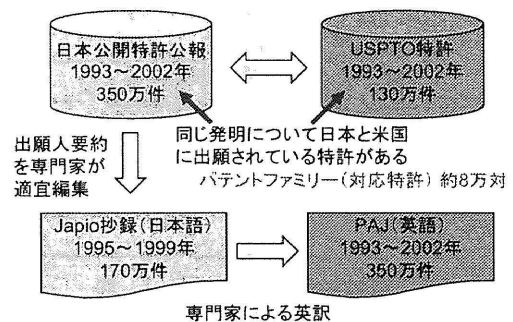 日本公開特許公報
1993～2002年
350万件
USPTO特許
1993～2002年
130万件
同じ発明について日本と米国
に出願されている特許がある
パテントファミリー(対応特許) 約8万対
出願人要約
を専門家が
適宜編集
Japio抄録(日本語)
1995～1999年
170万件
PAJ(英語)
1993～2002年
350万件
専門家による英訳